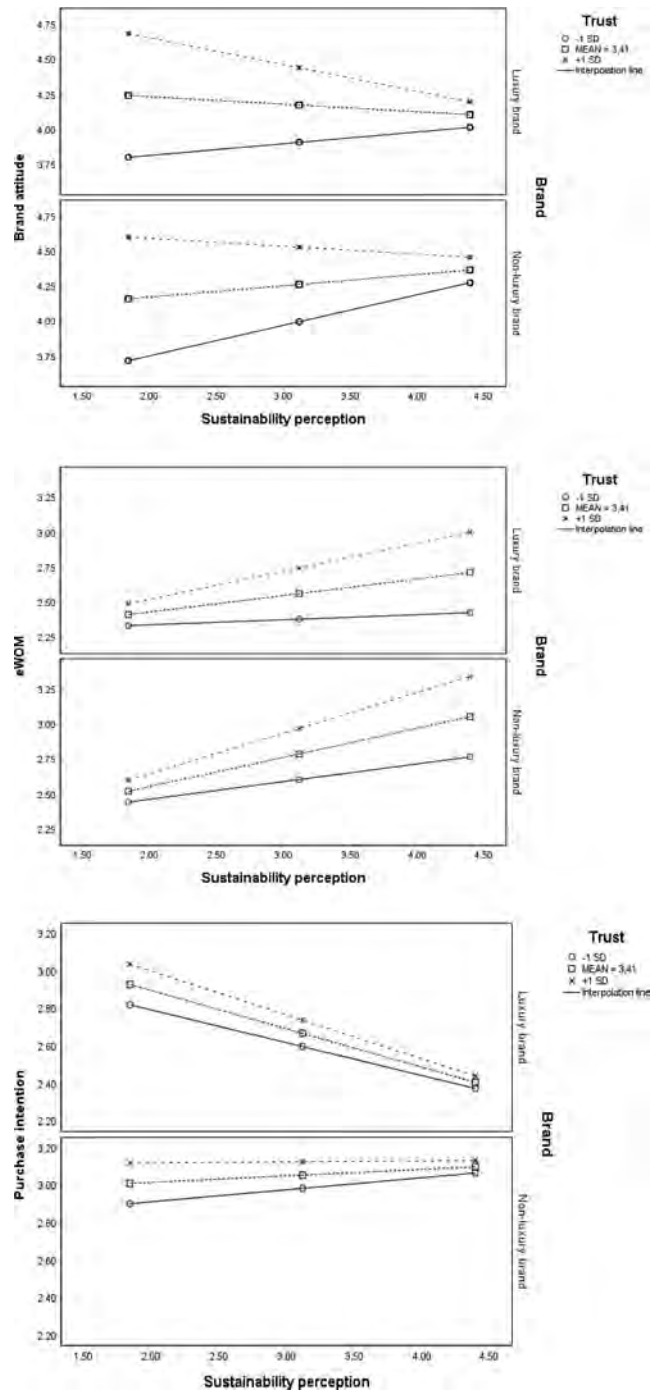 Trust
-1 SD
MEAN = 3,41
+1 SD
Interpolation line
4.75
4.50
4.25
4.00
3.75
Luxury brand
Brand attitude
Brand
4.75
4.50
4.25
4.00
3.75
Non-luxury brand
1.50 2.00 2.50 3.00 3.50 4.00 4.50
Sustainability perception
Trust
-1 SD
MEAN = 3,41
+1 SD
Interpolation line
3.25
3.00
2.75
2.50
2.25
Luxury brand
eWOM
Brand
3.25
3.00
2.75
2.50
2.25
Non-luxury brand
1.50 2.00 2.50 3.00 3.50 4.00 4.50
Sustainability perception
Trust
-1 SD
MEAN = 3,41
+1 SD
Interpolation line
3.20
3.00
2.80
2.60
2.40
2.20
Luxury brand
Purchase intention
Brand
3.20
3.00
2.80
2.60
2.40
2.20
Non-luxury brand
1.50 2.00 2.50 3.00 3.50 4.00 4.50
Sustainability perception